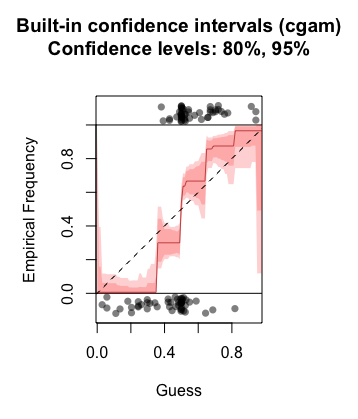 Built-in confidence intervals (cgam)
Confidence levels: 80%, 95%
Empirical Frequency
0.8
0.4
0.0
0.0 0.4 0.8
Guess